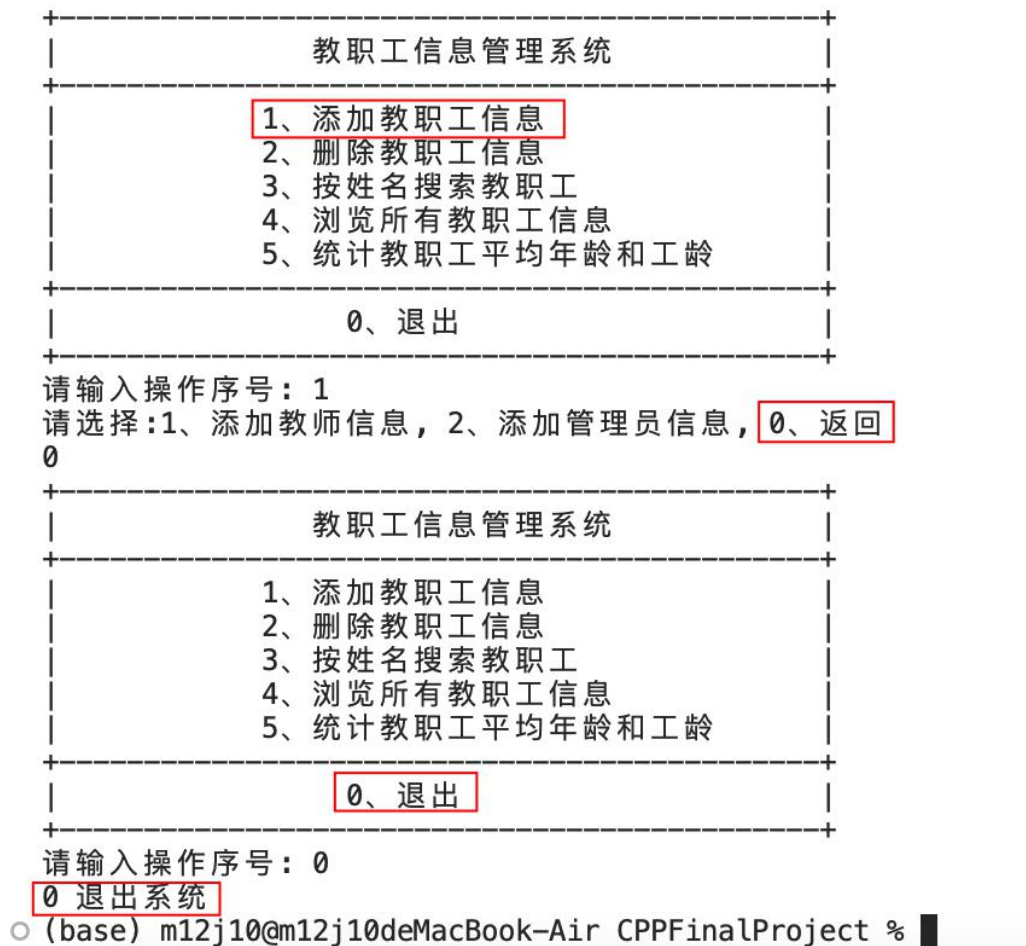 +----------------------------------------------+
| 教职工信息管理系统 |
+----------------------------------------------+
| 1、添加教职工信息 |
| 2、删除教职工信息 |
| 3、按姓名搜索教职工 |
| 4、浏览所有教职工信息 |
| 5、统计教职工平均年龄和工龄 |
+----------------------------------------------+
| 0、退出 |
+----------------------------------------------+
请输入操作序号: 1
请选择:1、添加教师信息, 2、添加管理员信息, 0、返回
0
+----------------------------------------------+
| 教职工信息管理系统 |
+----------------------------------------------+
| 1、添加教职工信息 |
| 2、删除教职工信息 |
| 3、按姓名搜索教职工 |
| 4、浏览所有教职工信息 |
| 5、统计教职工平均年龄和工龄 |
+----------------------------------------------+
| 0、退出 |
+----------------------------------------------+
请输入操作序号: 0
0 退出系统
(base) m12j10@m12j10deMacBook-Air CPPFinalProject %